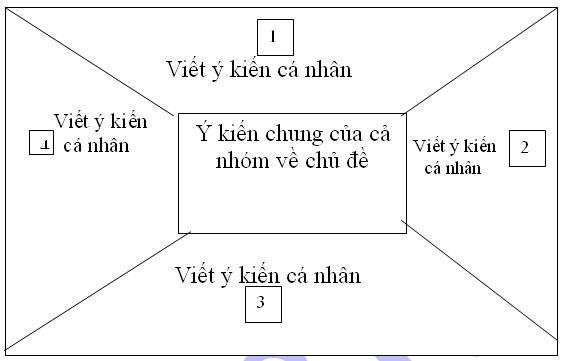 1
Viết ý kiến cá nhân
Viết ý kiến
cá nhân
Ý kiến chung của cả
nhóm về chủ đề
Viết ý kiến
cá nhân
2
Viết ý kiến cá nhân
3